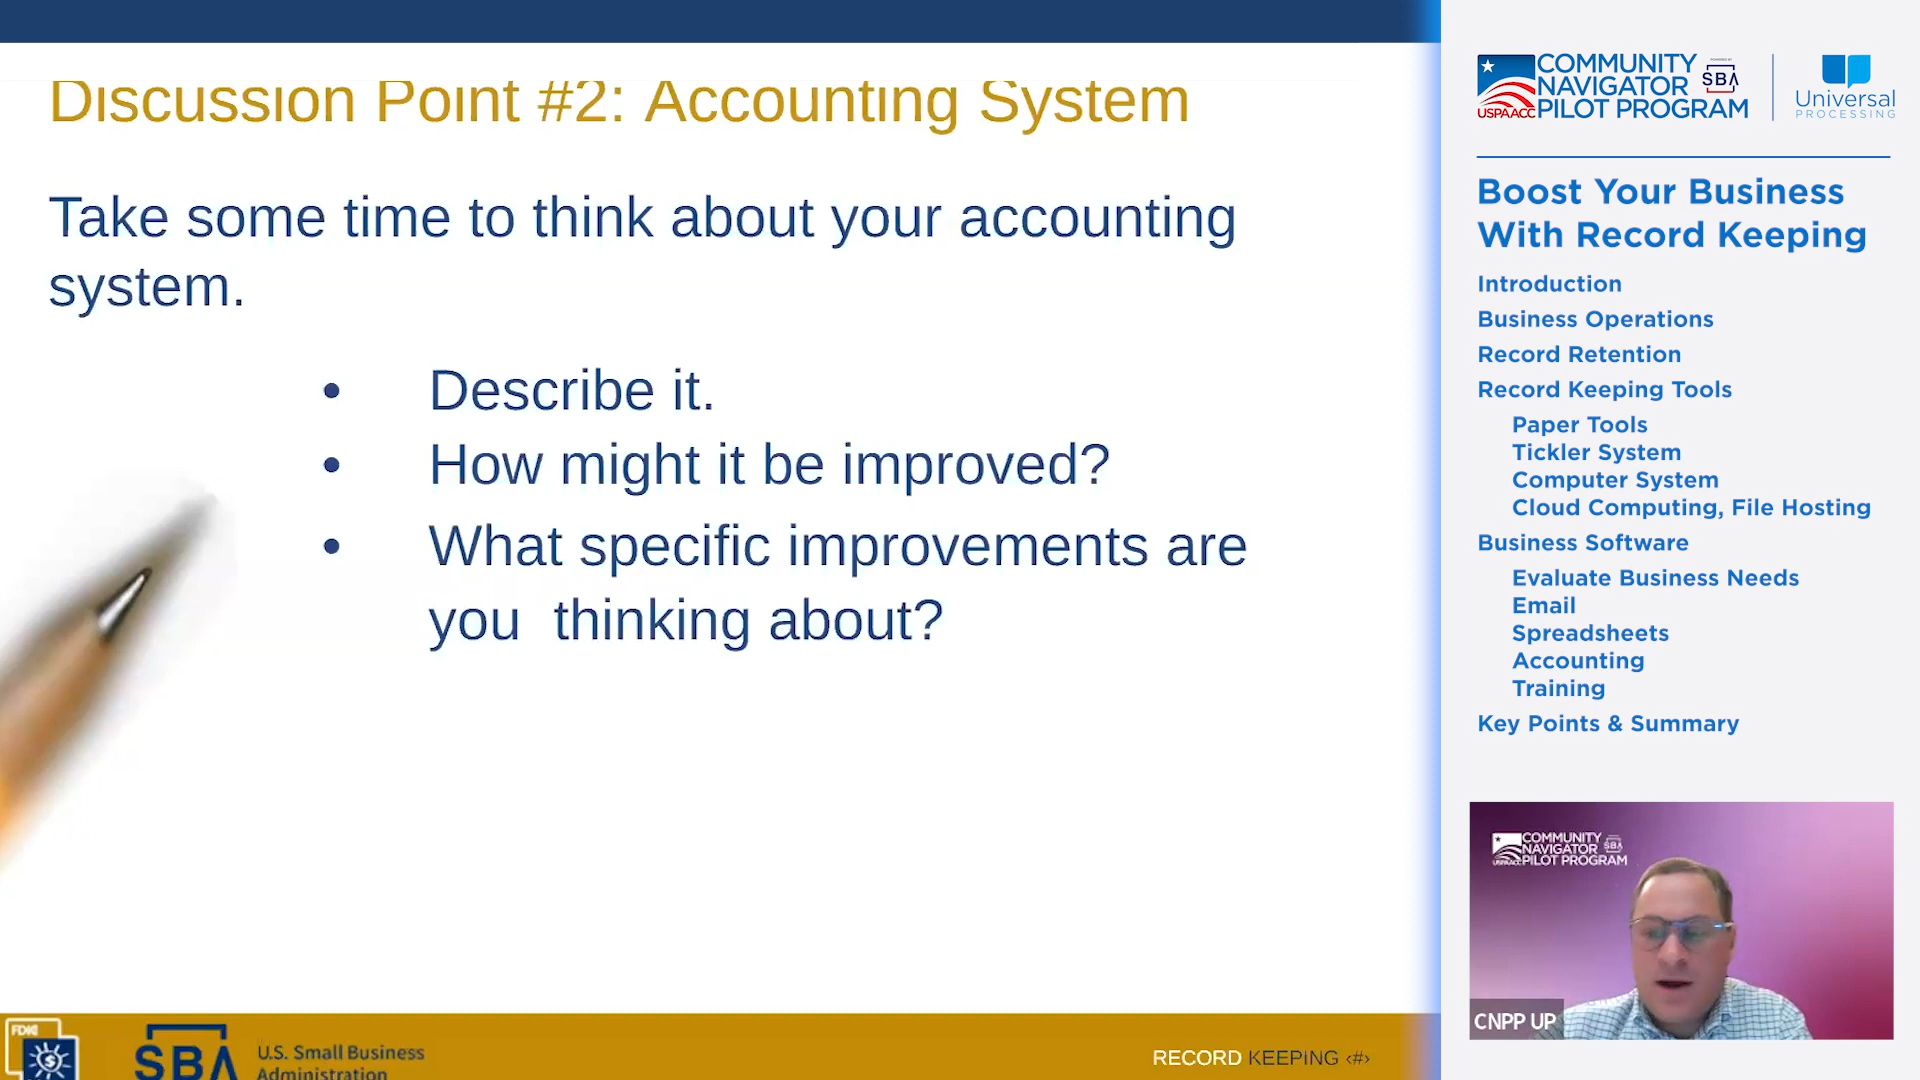 Discussion Point #2: Accounting System
Take some time to think about your accounting
system.
• Describe it.
• How might it be improved?
• What specific improvements are
you thinking about?
FDIC
SBA
U.S. Small Business
Administration
RECORD KEEPING ‹#›
COMMUNITY
NAVIGATOR
PILOT PROGRAM
USPAACC
POWERED BY
SBA
Universal
PROCESSING
Boost Your Business
With Record Keeping
Introduction
Business Operations
Record Retention
Record Keeping Tools
Paper Tools
Tickler System
Computer System
Cloud Computing, File Hosting
Business Software
Evaluate Business Needs
Email
Spreadsheets
Accounting
Training
Key Points & Summary
COMMUNITY
NAVIGATOR
PILOT PROGRAM
USPAACC
SBA
CNPP UP